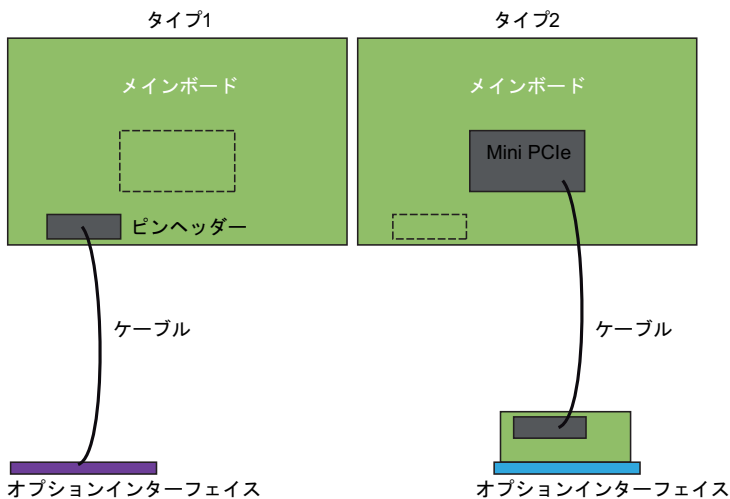 タイプ1
メインボード
ピンヘッダー
ケーブル
オプションインターフェイス
タイプ2
メインボード
Mini PCIe
ケーブル
オプションインターフェイス